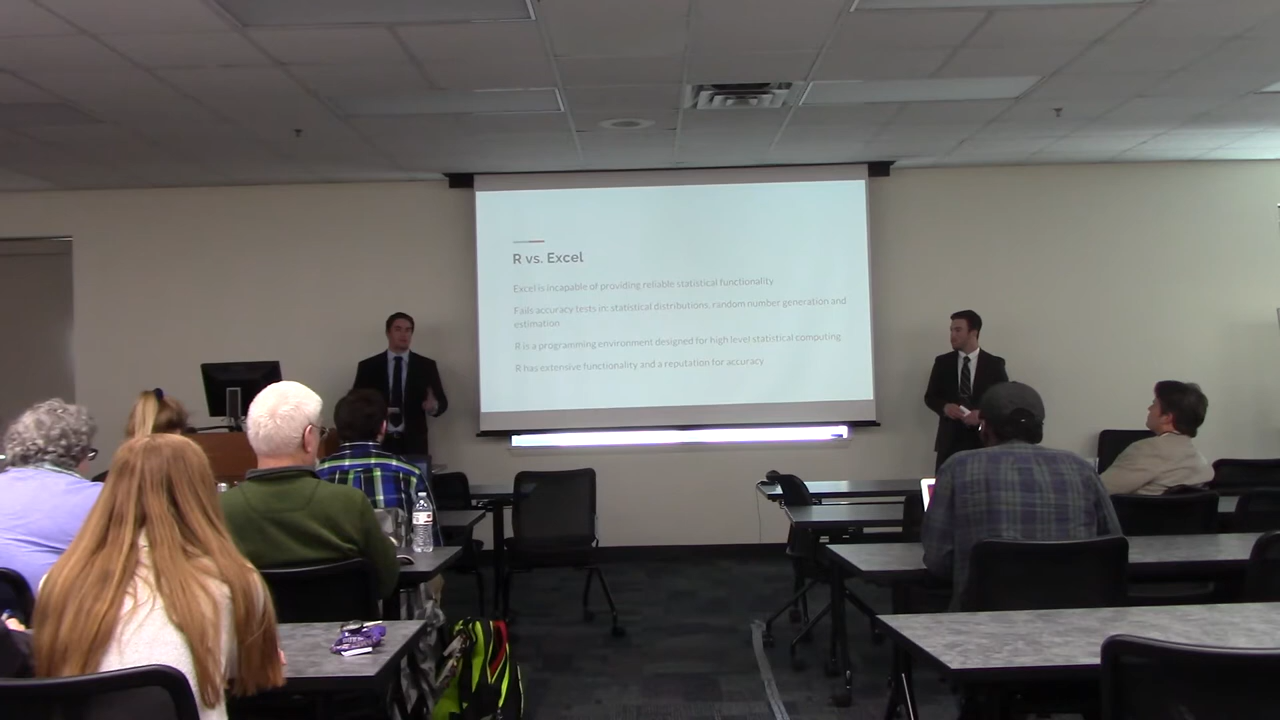 R vs. Excel
Excel is incapable of providing reliable statistical functionality
Fails accuracy tests in: statistical distributions, random number generation and
estimation
R is a programming environment designed for high level statistical computing
R has extensive functionality and a reputation for accuracy